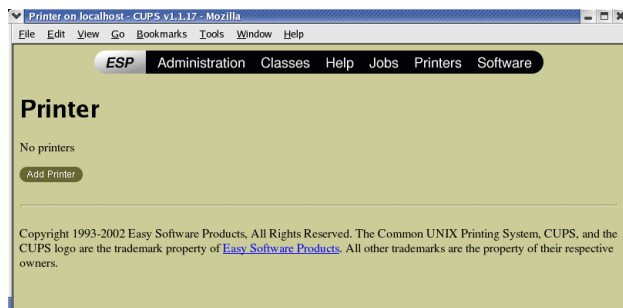 Printer on localhost - CUPS v1.1.17 - Mozilla
File Edit View Go Bookmarks Tools Window Help
ESP Administration Classes Help Jobs Printers Software
Printer
No printers
Add Printer
Copyright 1993-2002 Easy Software Products, All Rights Reserved. The Common UNIX Printing System, CUPS, and the
CUPS logo are the trademark property of Easy Software Products. All other trademarks are the property of their respective
owners.